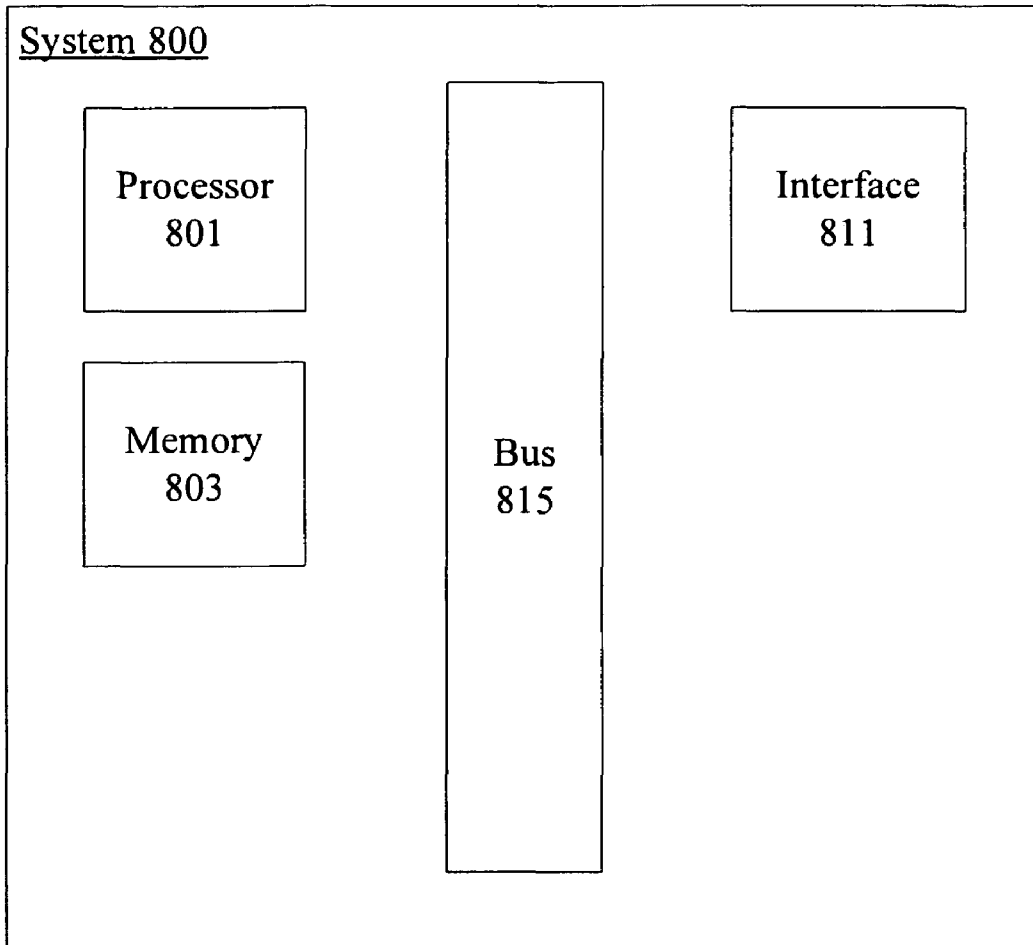 System 800
Processor
801
Interface
811
Memory
803
Bus
815